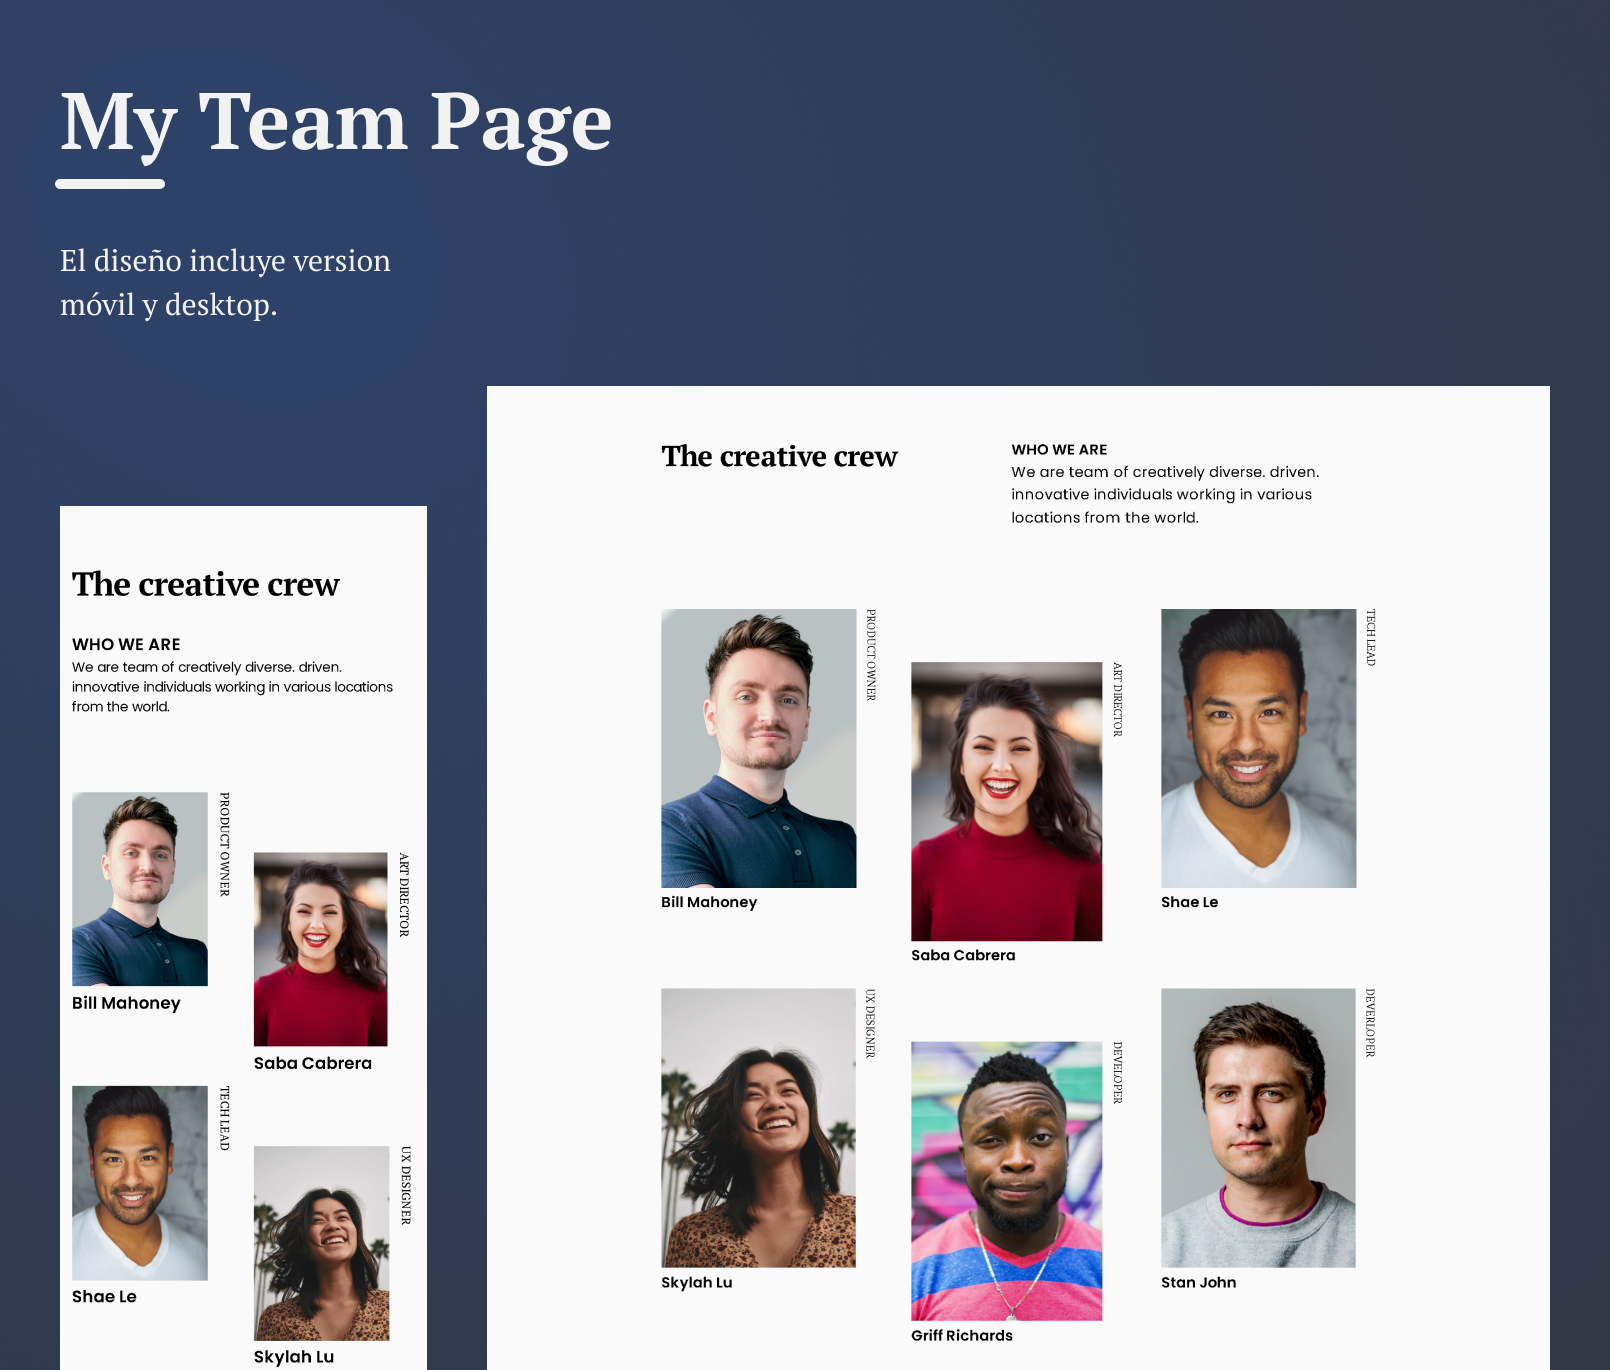 My Team Page
El diseño incluye version
móvil y desktop.
The creative crew
WHO WE ARE
We are team of creatively diverse. driven.
innovative individuals working in various locations
from the world.
PRODUCT OWNER
Bill Mahoney
ART DIRECTOR
Saba Cabrera
TECH LEAD
Shae Le
UX DESIGNER
Skylah Lu
The creative crew
WHO WE ARE
We are team of creatively diverse. driven.
innovative individuals working in various
locations from the world.
PRODUCT OWNER
Bill Mahoney
ART DIRECTOR
Saba Cabrera
TECH LEAD
Shae Le
UX DESIGNER
Skylah Lu
DEVELOPER
Griff Richards
DEVERLOPER
Stan John